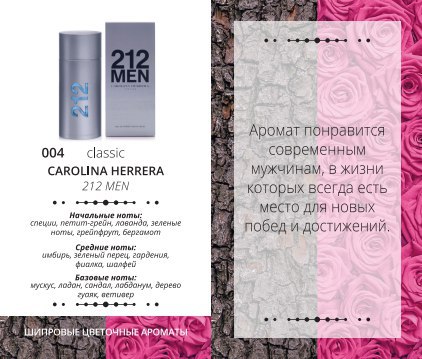 212
MEN
CAROLINA HERRERA
212
004 classic
CAROLINA HERRERA
212 MEN
Начальные ноты:
специи, петит-грейн, лаванда, зеленые
ноты, грейпфрут, бергамот
Средние ноты:
имбирь, зеленый перец, гардения,
фиалка, шалфей
Базовые ноты:
мускус, ладан, сандал, лабданум, дерево
гуаяк, ветивер
ШИПРОВЫЕ ЦВЕТОЧНЫЕ АРОМАТЫ
Аромат понравится
современным
мужчинам, в жизни
которых всегда есть
место для новых
побед и достижений.